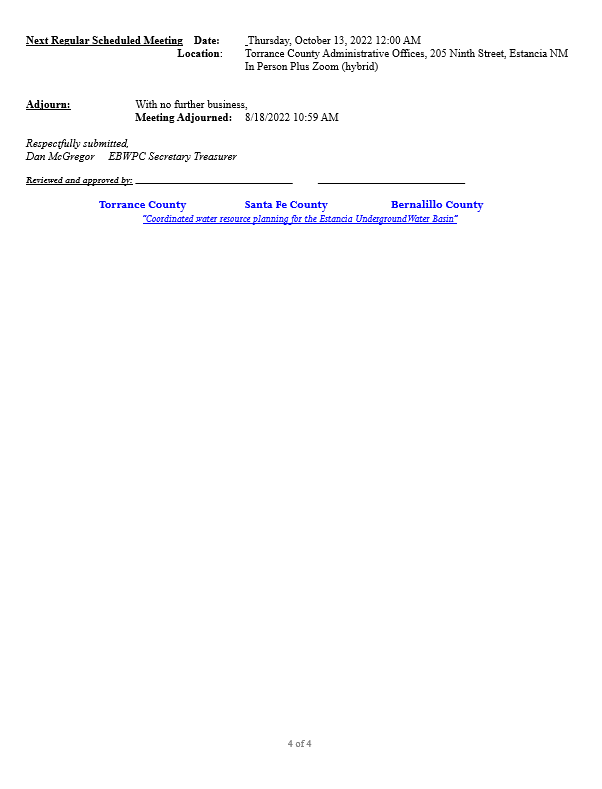 Next Regular Scheduled Meeting Date: Thursday, October 13, 2022 12:00 AM
Location: Torrance County Administrative Offices, 205 Ninth Street, Estancia NM
In Person Plus Zoom (hybrid)
Adjourn: With no further business,
Meeting Adjourned: 8/18/2022 10:59 AM
Respectfully submitted,
Dan McGregor EBWPC Secretary Treasurer
Reviewed and approved by:
Torrance County Santa Fe County Bernalillo County
"Coordinated water resource planning for the Estancia UndergroundWater Basin"
4 of 4